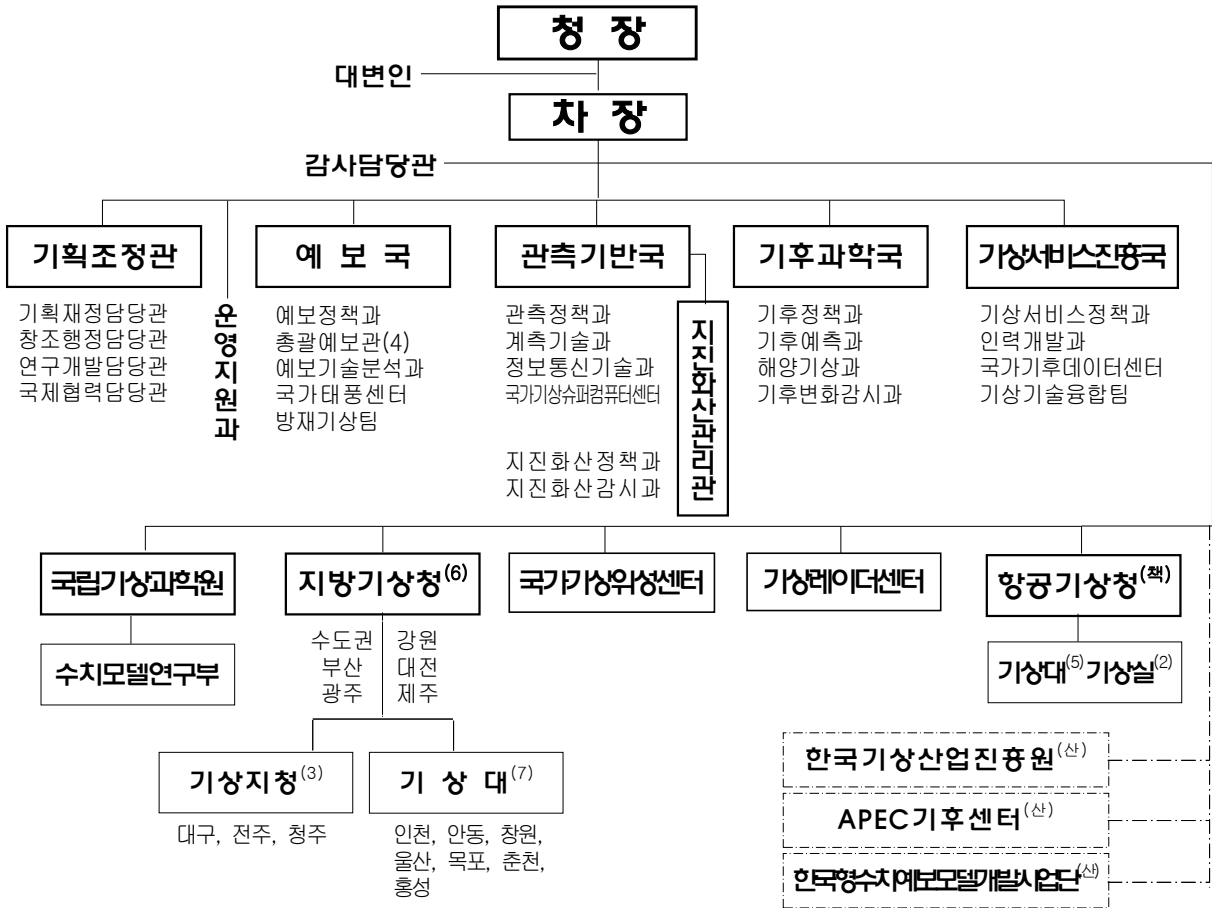 청 장
대변인
차 장
감사담당관
기획조정관
기획재정담당관
창조행정담당관
연구개발담당관
국제협력담당관
운영지원과
예 보 국
예보정책과
총괄예보관(4)
예보기술분석과
국가태풍센터
방재기상팀
관측기반국
관측정책과
계측기술과
정보통신기술과
국가기상슈퍼컴퓨터센터
지진화산정책과
지진화산감시과
지진화산관리관
기후과학국
기후정책과
기후예측과
해양기상과
기후변화감시과
기상서비스진흥국
기상서비스정책과
인력개발과
국가기후데이터센터
기상기술융합팀
국립기상과학원
수치모델연구부
지방기상청(6)
수도권 강원
부산 대전
광주 제주
기상지청(3)
대구, 전주, 청주
기 상 대(7)
인천, 안동, 창원,
울산, 목포, 춘천,
홍성
국가기상위성센터
기상레이더센터
항공기상청(책)
기상대(5) 기상실(2)
한국기상산업진흥원(산)
APEC기후센터(산)
한국형수치예보모델개발사업단(산)